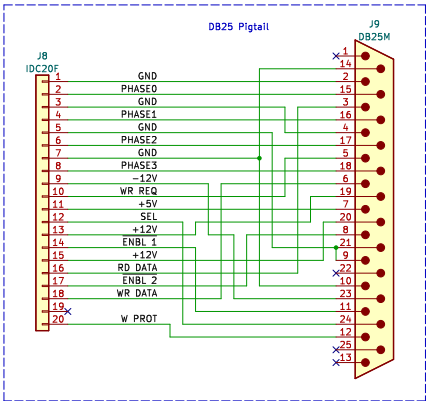 DB25 Pigtail
J8
IDC20F
J9
DB25M
1 GND
2 PHASE0
3 GND
4 PHASE1
5 GND
6 PHASE2
7 GND
8 PHASE3
9 -12V
10 WR REQ
11 +5V
12 SEL
13 +12V
14 ENBL 1
15 +12V
16 RD DATA
17 ENBL 2
18 WR DATA
19
20 W PROT
1
14
2
15
3
16
4
17
5
18
6
19
7
20
8
21
9
22
10
23
11
24
12
25
13